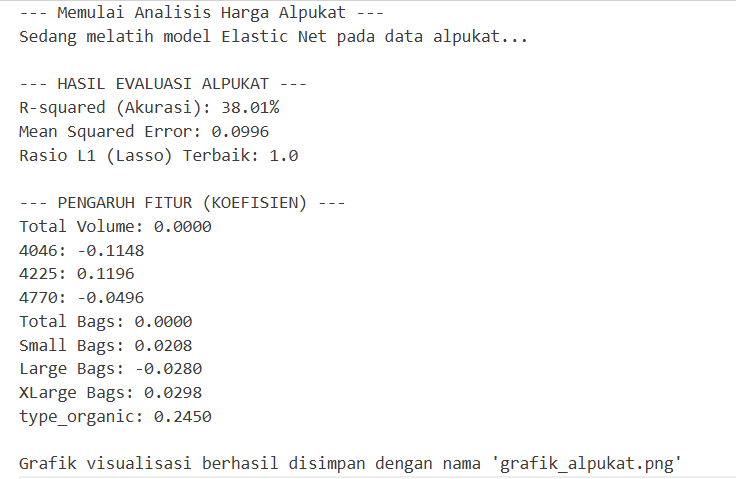 --- Memulai Analisis Harga Alpukat ---
Sedang melatih model Elastic Net pada data alpukat...
--- HASIL EVALUASI ALPUKAT ---
R-squared (Akurasi): 38.01%
Mean Squared Error: 0.0996
Rasio L1 (Lasso) Terbaik: 1.0
--- PENGARUH FITUR (KOEFISIEN) ---
Total Volume: 0.0000
4046: -0.1148
4225: 0.1196
4770: -0.0496
Total Bags: 0.0000
Small Bags: 0.0208
Large Bags: -0.0280
XLarge Bags: 0.0298
type_organic: 0.2450
Grafik visualisasi berhasil disimpan dengan nama 'grafik_alpukat.png'